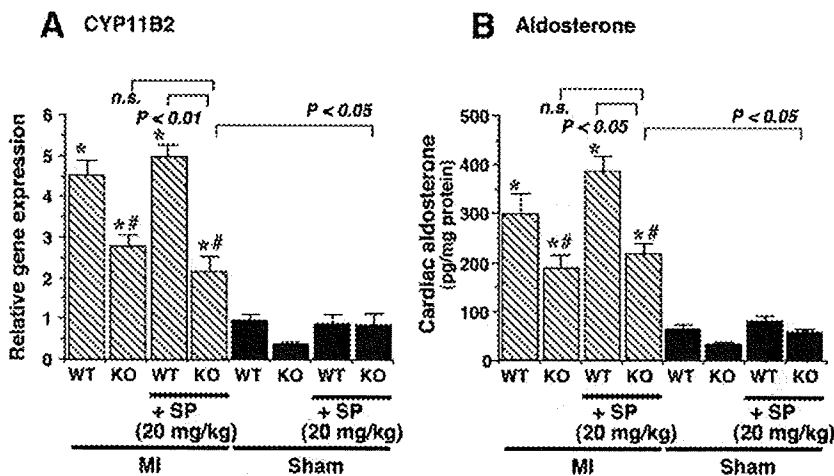 A CYP11B2
n.s.
P < 0.01
P < 0.05
Relative gene expression
6
5
4
3
2
1
0
*
*#
*
*#
WT KO WT KO WT KO WT KO
+ SP
(20 mg/kg)
+ SP
(20 mg/kg)
MI
Sham
B Aldosterone
n.s.
P < 0.05
P < 0.05
Cardiac aldosterone
(pg/mg protein)
500
400
300
200
100
0
*
*#
*
*#
WT KO WT KO WT KO WT KO
+ SP
(20 mg/kg)
+ SP
(20 mg/kg)
MI
Sham